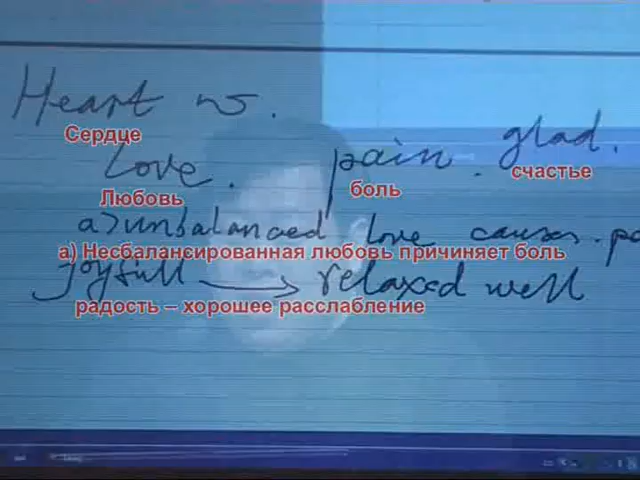 Heart w.
Сердце
Love. pain. glad.
Любовь боль счастье
a) unbalanced love causes. pa
а) Несбалансированная любовь причиняет боль
joyfull → relaxed well
радость – хорошее расслабление